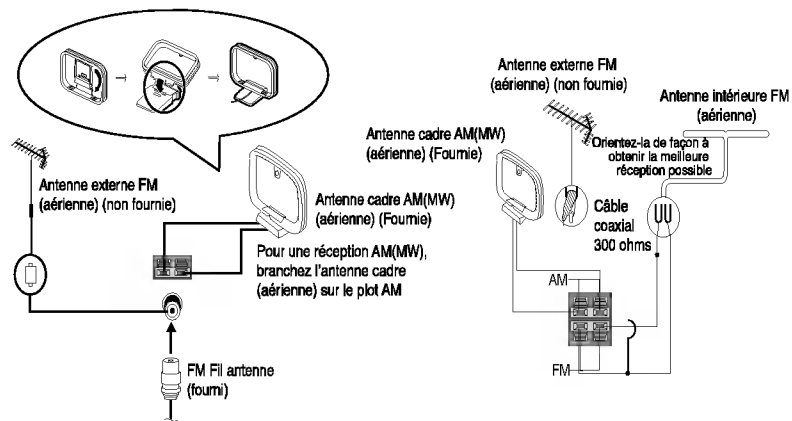 Antenne externe FM
(aérienne) (non fournie)
Antenne cadre AM(MW)
(aérienne) (Fournie)
Pour une réception AM(MW),
branchez l'antenne cadre
(aérienne) sur le plot AM
FM Fil antenne
(fourni)
Antenne externe FM
(aérienne) (non fournie)
Antenne intérieure FM
(aérienne)
Antenne cadre AM(MW)
(aérienne) (Fournie)
Orientez-la de façon à
obtenir la meilleure
réception possible
Câble
coaxial
300 ohms
AM
FM